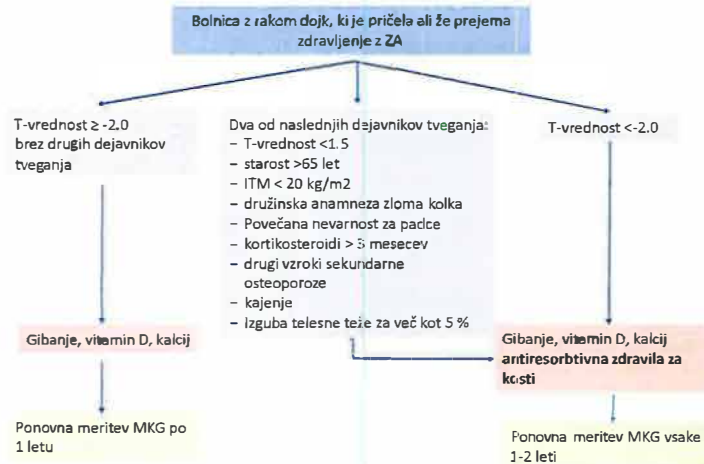 Bolnica z rakom dojk, ki je pričela ali že prejema
zdravljenje z ZA
T-vrednost ≥ -2.0
brez drugih dejavnikov
tveganja
Dva od naslednjih dejavnikov tveganja:
– T-vrednost <1.5
– starost >65 let
– ITM < 20 kg/m2
– družinska anamneza zloma kolka
– Povečana nevarnost za padce
– kortikosteroidi > 3 mesecev
– drugi vzroki sekundarne
osteoporoze
– kajenje
– Izguba telesne teže za več kot 5 %
T-vrednost <-2.0
Gibanje, vitamin D, kalcij
Gibanje, vitamin D, kalcij
antiresorbtivna zdravila za
kosti
Ponovna meritev MKG po
1 letu
Ponovna meritev MKG vsake
1-2 leti